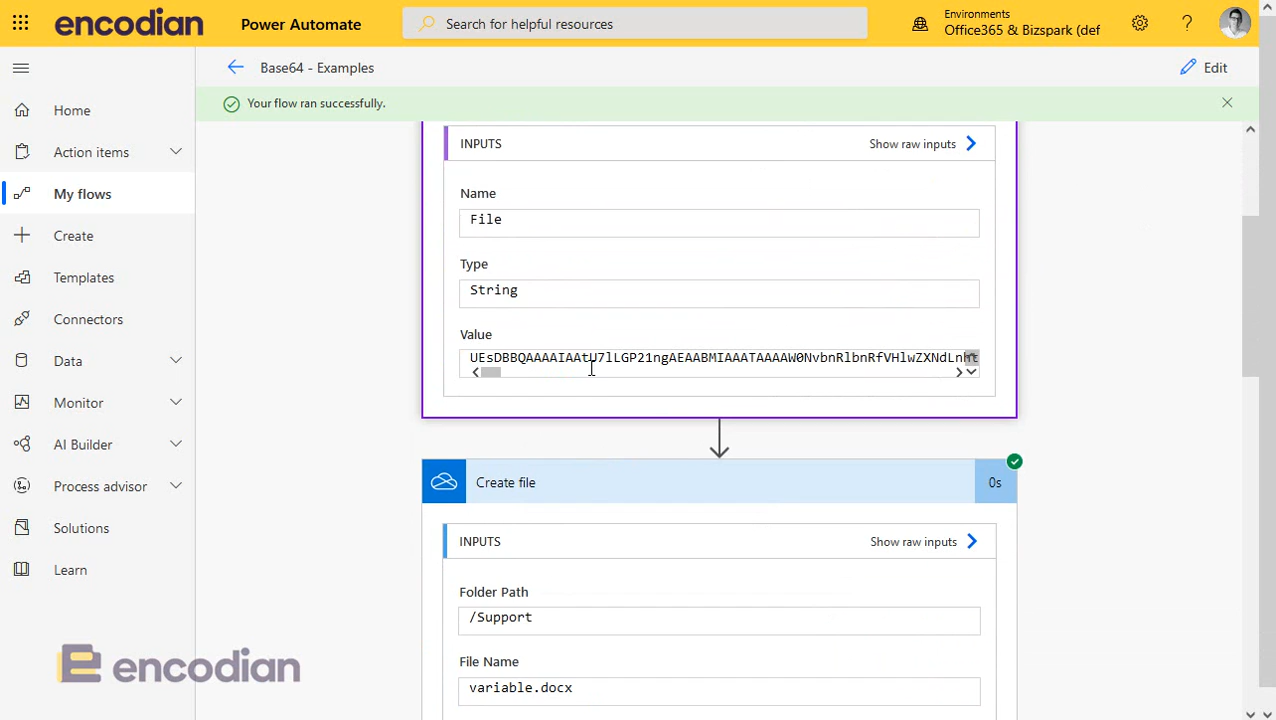 encodian Power Automate
Search for helpful resources
Environments
Office365 & Bizspark (def
Base64 - Examples
Edit
Your flow ran successfully.
Home
Action items
My flows
Create
Templates
Connectors
Data
Monitor
AI Builder
Process advisor
Solutions
Learn
INPUTS
Show raw inputs
Name
File
Type
String
Value
UEsDBBQAAAAIAAtU7lLGP21ngAEAABMIAAATAAAAW0NvbnRlbnRfVHlwZXNdLnht
Create file
0s
INPUTS
Show raw inputs
Folder Path
/Support
File Name
variable.docx
encodian